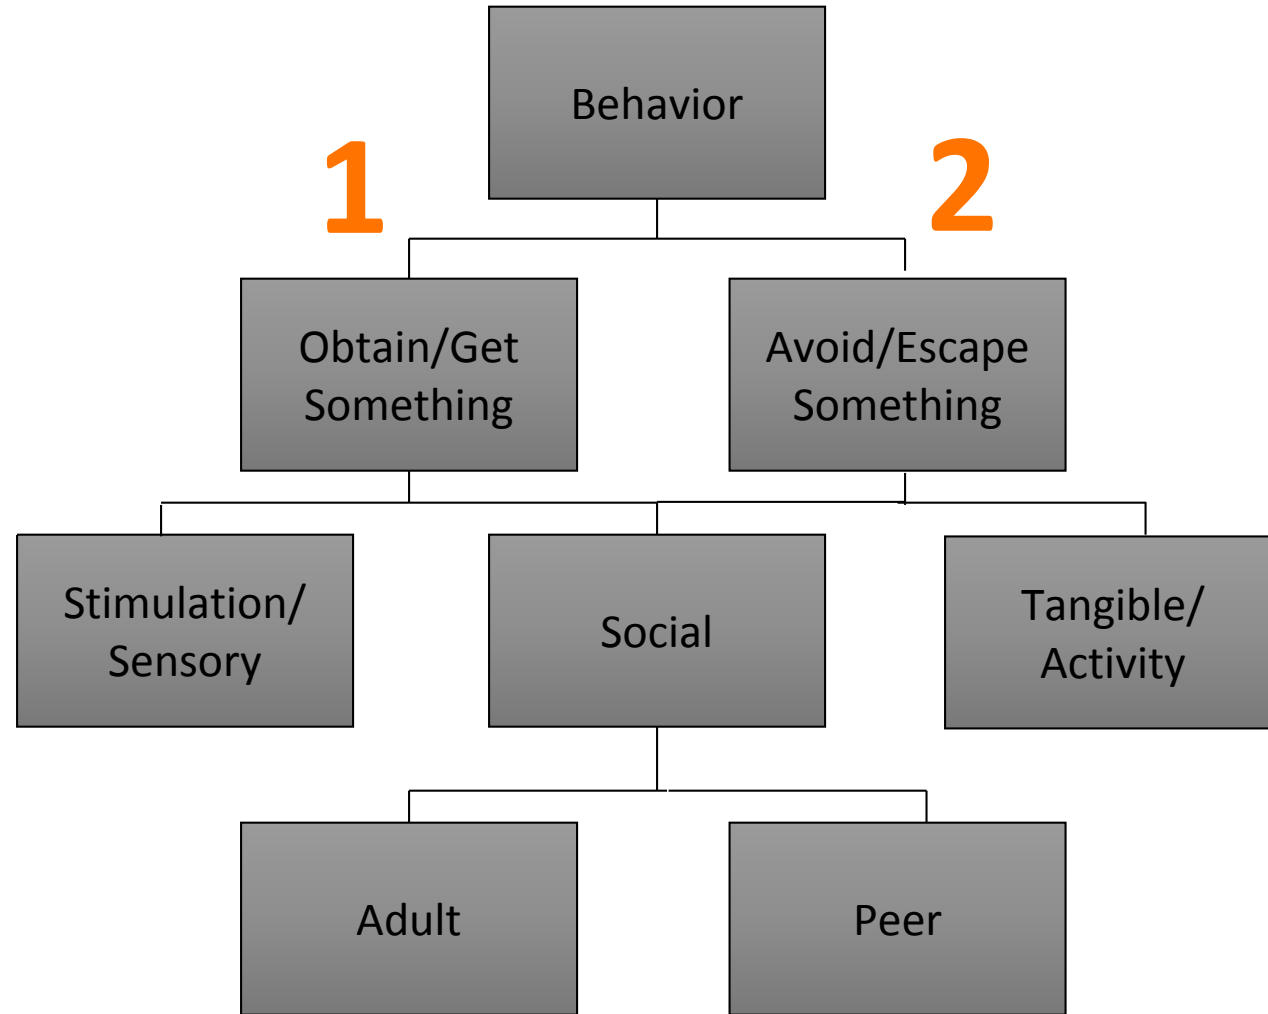 Behavior
1
2
Obtain/Get
Something
Avoid/Escape
Something
Stimulation/
Sensory
Social
Tangible/
Activity
Adult
Peer